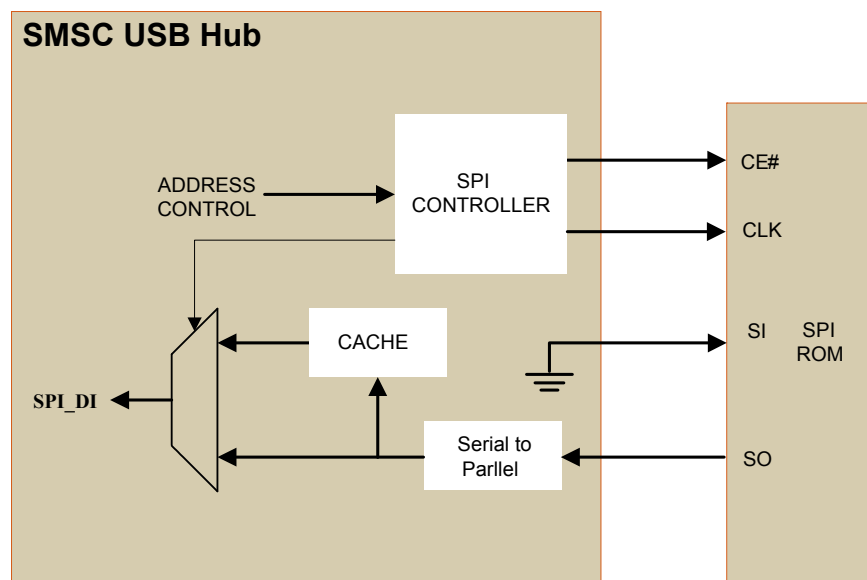 SMSC USB Hub
ADDRESS
CONTROL
SPI
CONTROLLER
CE#
CLK
CACHE
SI
SPI
ROM
SPI_DI
Serial to
Parllel
SO